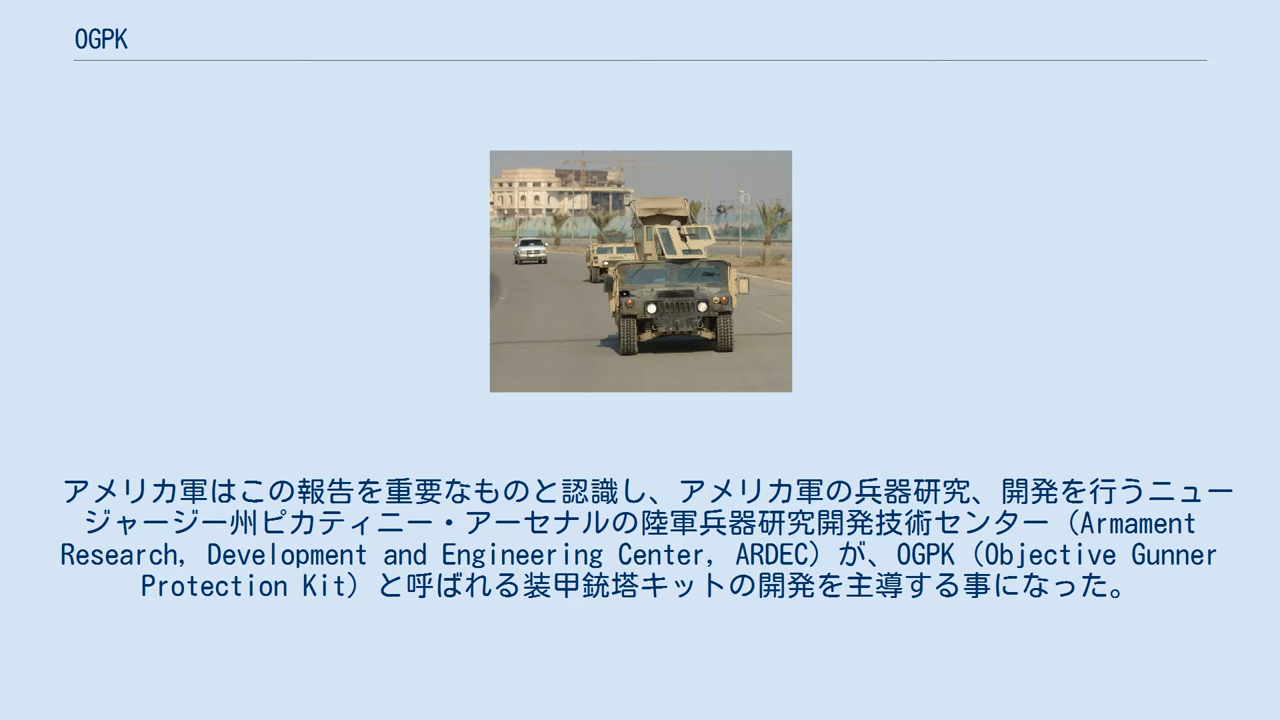 OGPK
アメリカ軍はこの報告を重要なものと認識し、アメリカ軍の兵器研究、開発を行うニュー
ジャージー州ピカティニー・アーセナルの陸軍兵器研究開発技術センター（Armament
Research, Development and Engineering Center, ARDEC）が、OGPK（Objective Gunner
Protection Kit）と呼ばれる装甲銃塔キットの開発を主導する事になった。